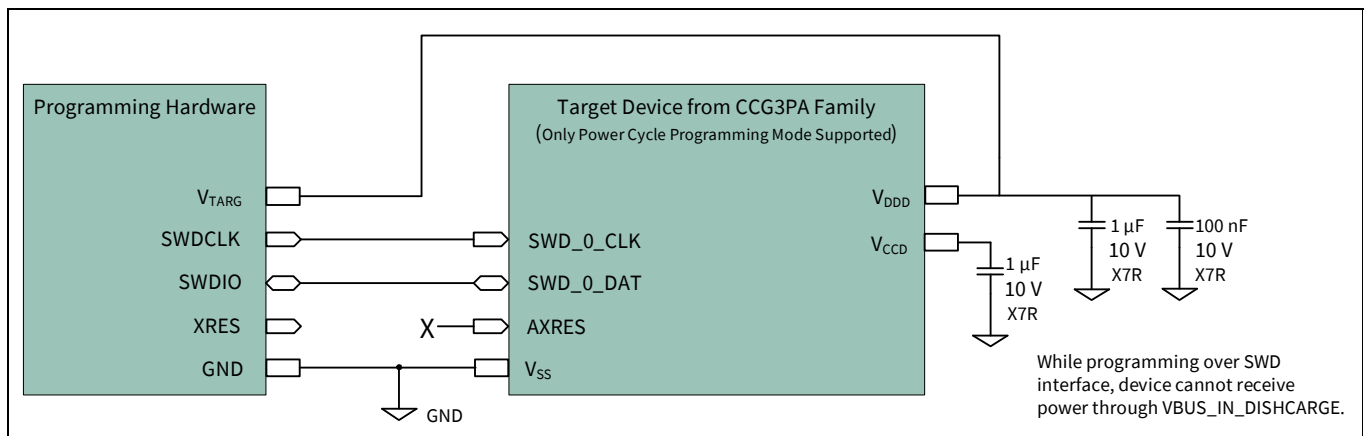 Programming Hardware
VTARG
SWDCLK
SWDIO
XRES
GND
Target Device from CCG3PA Family
(Only Power Cycle Programming Mode Supported)
SWD_0_CLK
SWD_0_DAT
X
AXRES
VSS
GND
VDDD
VCCD
1 µF
10 V
X7R
1 µF
10 V
X7R
100 nF
10 V
X7R
While programming over SWD
interface, device cannot receive
power through VBUS_IN_DISHCARGE.